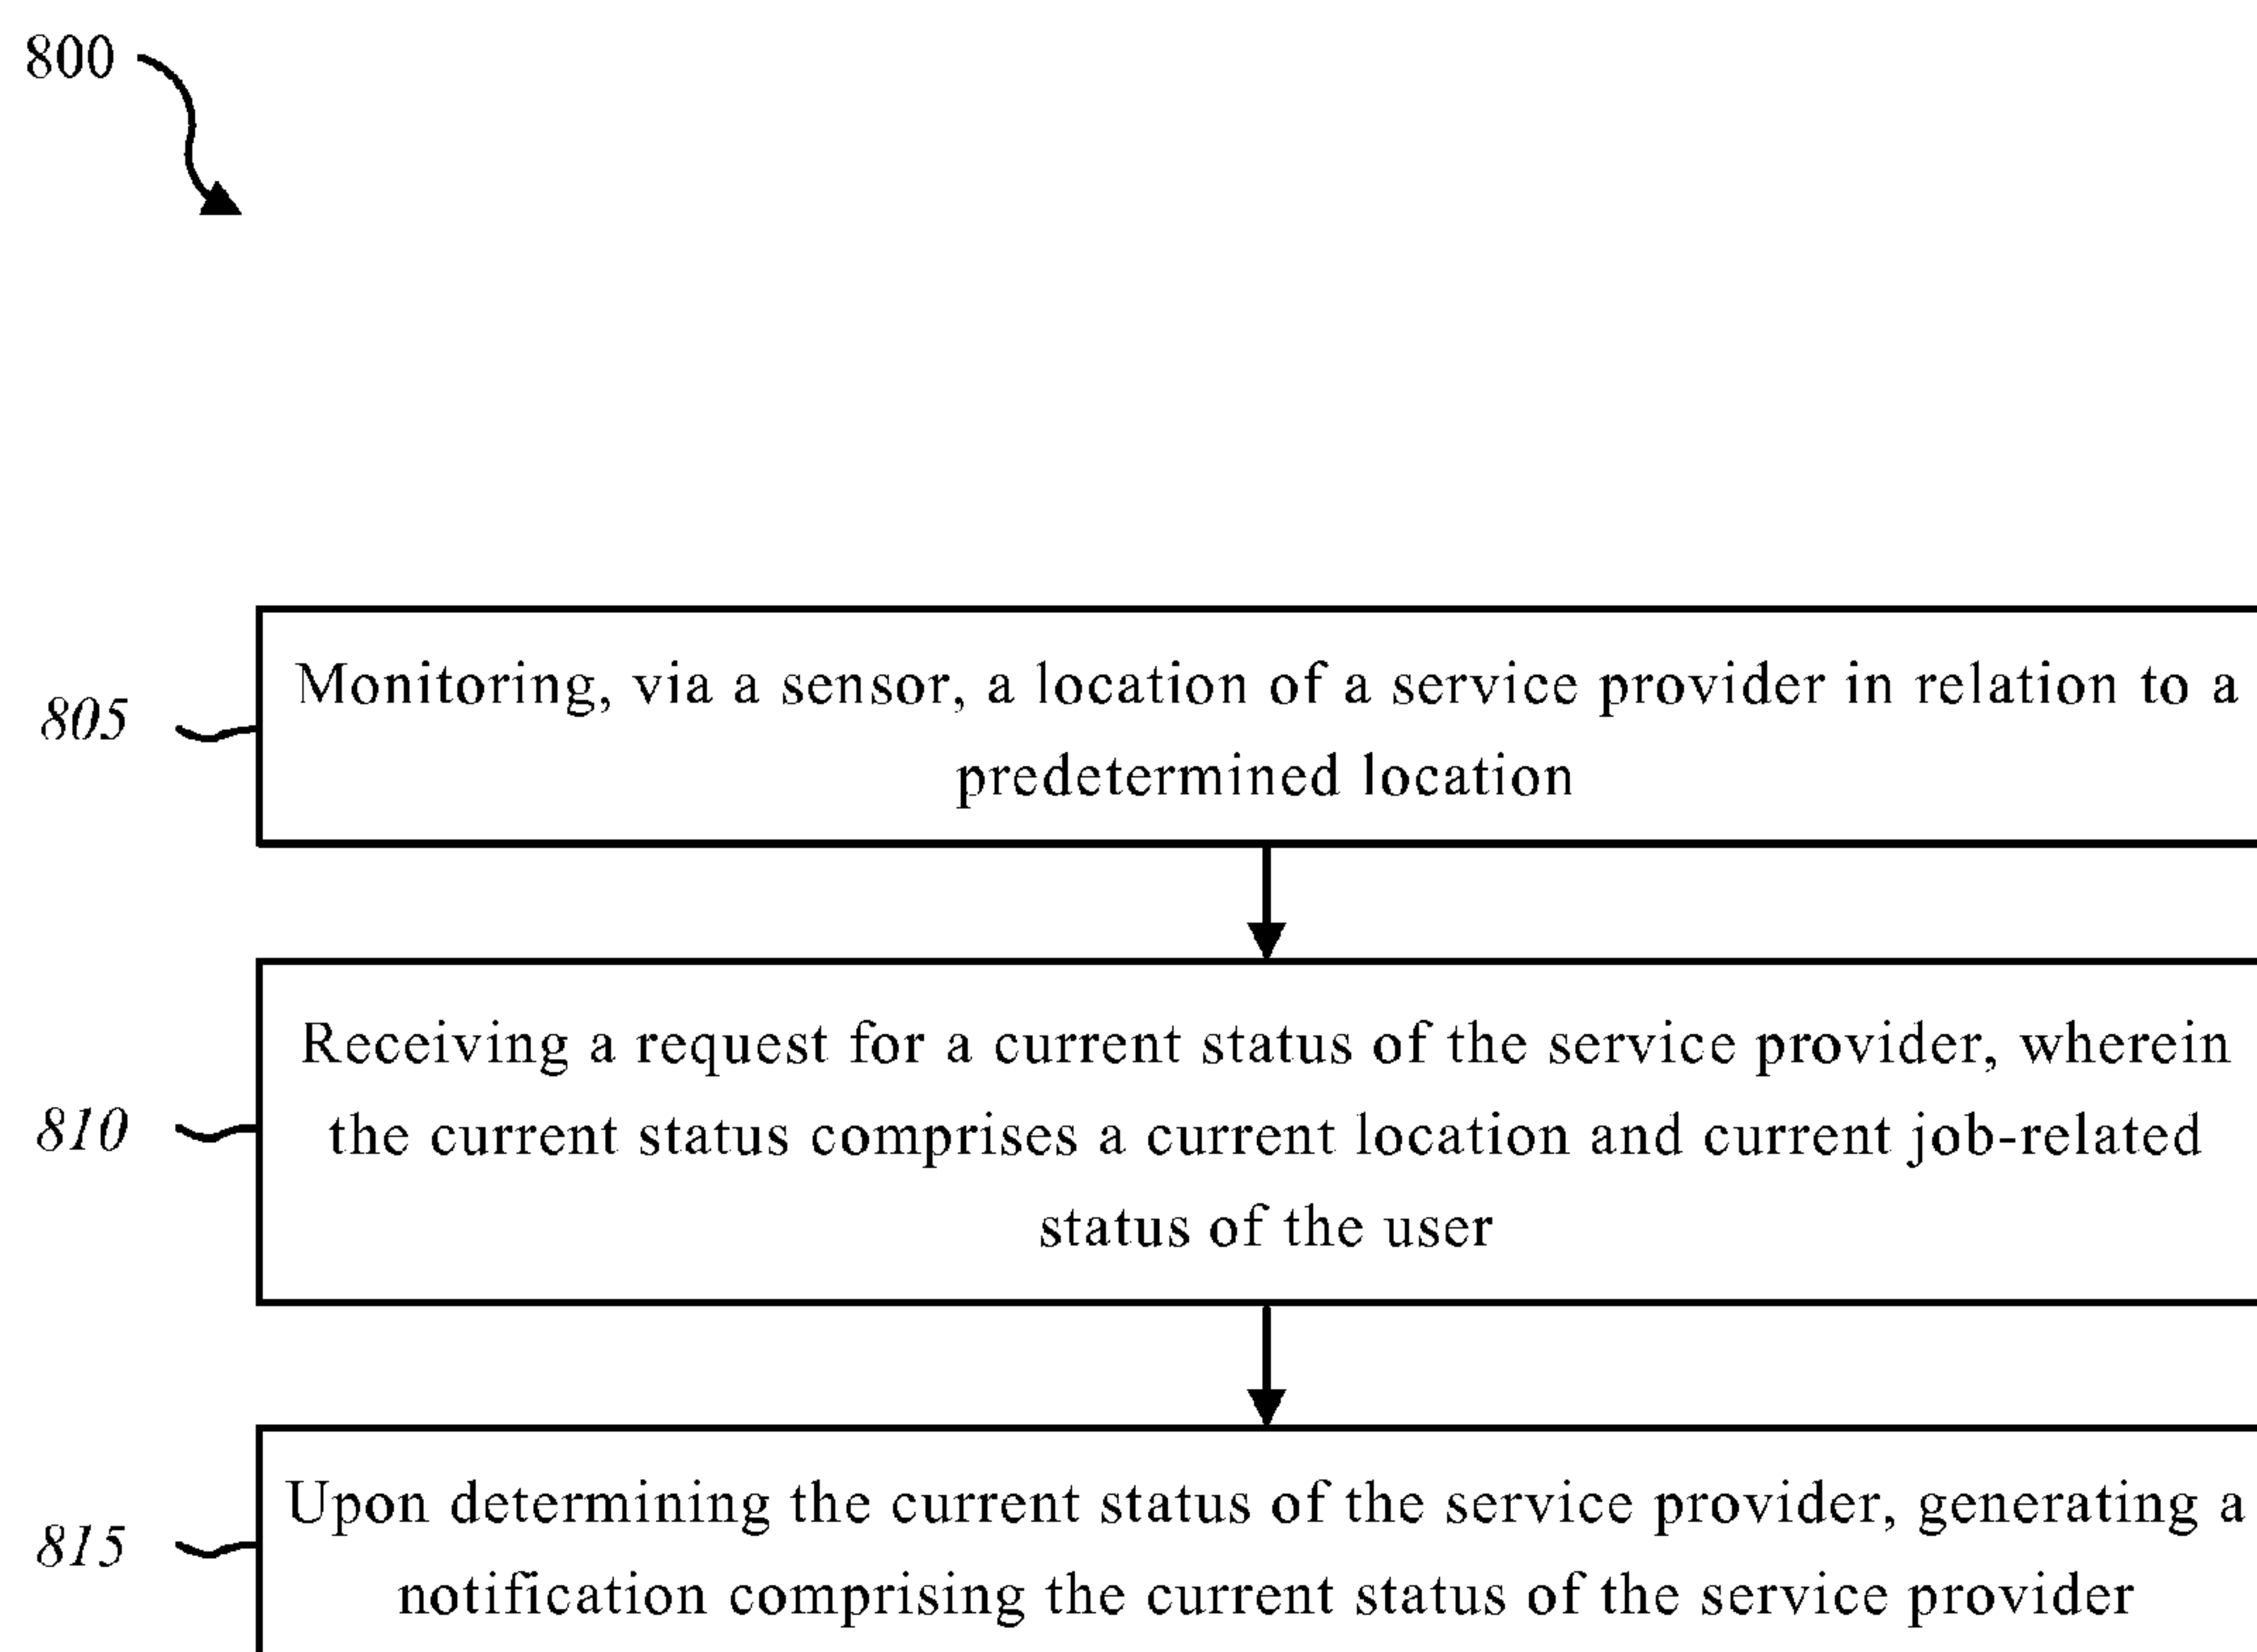 800
805
Monitoring, via a sensor, a location of a service provider in relation to a
predetermined location
810
Receiving a request for a current status of the service provider, wherein
the current status comprises a current location and current job-related
status of the user
815
Upon determining the current status of the service provider, generating a
notification comprising the current status of the service provider